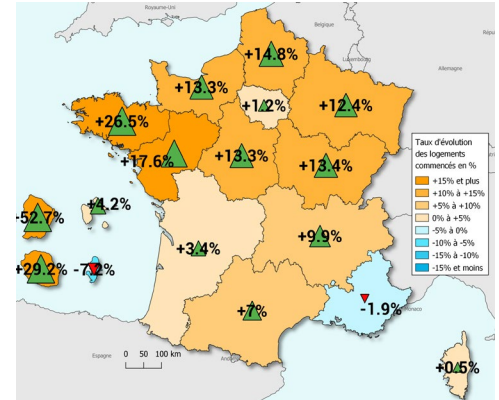 Royaume-Uni
Belgique
Luxembourg
Allemagne
+14.8%
+13.3%
+1.2%
+12.4%
+26.5%
+17.6%
+13.3%
+13.4%
Taux d'évolution
des logements
commencés en %
+15% et plus
+10% à +15%
+5% à +10%
0% à +5%
-5% à 0%
-10% à -5%
-15% à -10%
-15% et moins
+52.7%
+4.2%
+3.4%
+9.9%
+29.2%
-7.2%
+7%
-1.9%
Monaco
Espagne
0 50 100 km
+0.5%